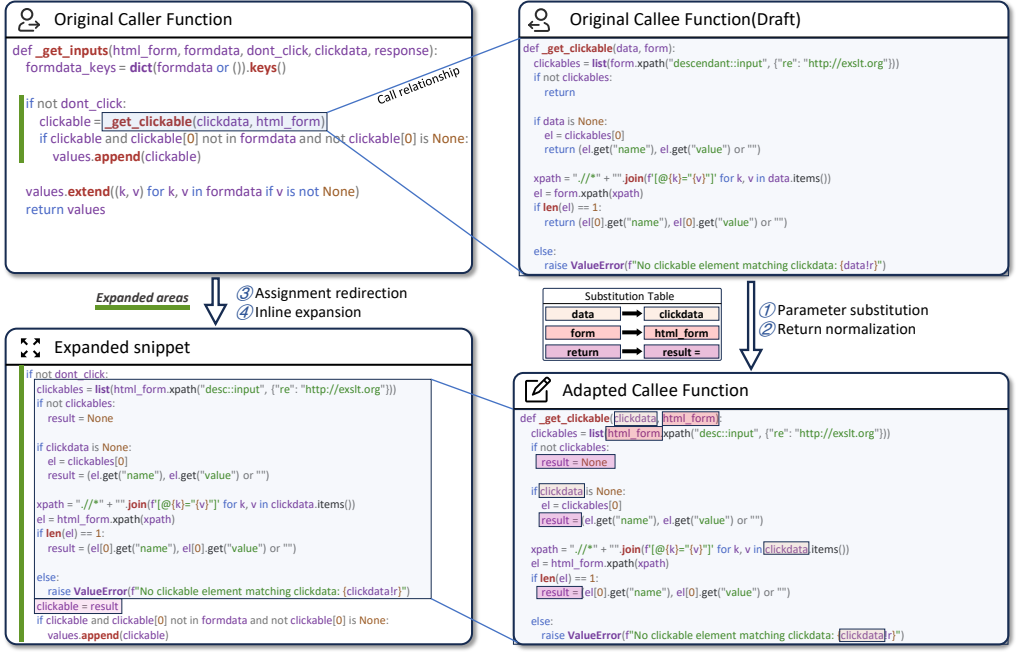 Original Caller Function
def _get_inputs(html_form, formdata, dont_click, clickdata, response):
formdata_keys = dict(formdata or ()).keys()
if not dont_click:
clickable = _get_clickable(clickdata, html_form)
if clickable and clickable[0] not in formdata and not clickable[0] is None:
values.append(clickable)
values.extend((k, v) for k, v in formdata if v is not None)
return values
Call relationship
Original Callee Function(Draft)
def _get_clickable(data, form):
clickables = list(form.xpath("descendant::input", {"re": "http://exslt.org"}))
if not clickables:
return
if data is None:
el = clickables[0]
return (el.get("name"), el.get("value") or "")
xpath = ".//*" + "".join(f'[@{k}="{v}"]' for k, v in data.items())
el = form.xpath(xpath)
if len(el) == 1:
return (el[0].get("name"), el[0].get("value") or "")
else:
raise ValueError(f"No clickable element matching clickdata: {data!r}")
Expanded areas
③ Assignment redirection
④ Inline expansion
Substitution Table
data clickdata
form html_form
return result =
① Parameter substitution
② Return normalization
Expanded snippet
if not dont_click:
clickables = list(html_form.xpath("desc::input", {"re": "http://exslt.org"}))
if not clickables:
result = None
if clickdata is None:
el = clickables[0]
result = (el.get("name"), el.get("value") or "")
xpath = ".//*" + "".join(f'[@{k}="{v}"]' for k, v in clickdata.items())
el = html_form.xpath(xpath)
if len(el) == 1:
result = (el[0].get("name"), el[0].get("value") or "")
else:
raise ValueError(f"No clickable element matching clickdata: {clickdata!r}")
clickable = result
if clickable and clickable[0] not in formdata and not clickable[0] is None:
values.append(clickable)
Adapted Callee Function
def _get_clickable(clickdata, html_form):
clickables = list(html_form.xpath("desc::input", {"re": "http://exslt.org"}))
if not clickables:
result = None
if clickdata is None:
el = clickables[0]
result = (el.get("name"), el.get("value") or "")
xpath = ".//*" + "".join(f'[@{k}="{v}"]' for k, v in clickdata.items())
el = html_form.xpath(xpath)
if len(el) == 1:
result = (el[0].get("name"), el[0].get("value") or "")
else:
raise ValueError(f"No clickable element matching clickdata: {clickdata!r}")